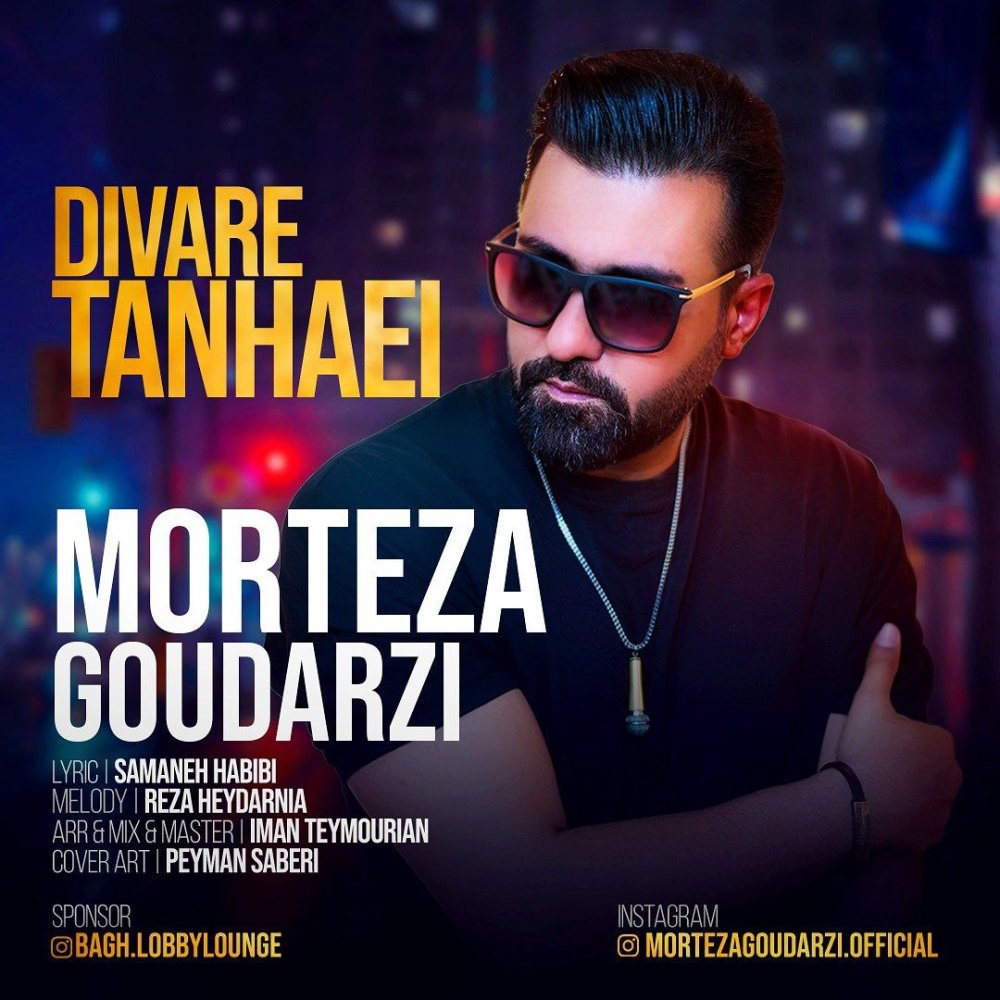 DIVARE
TANHAEI
MORTEZA
GOUDARZI
LYRIC | SAMANEH HABIBI
MELODY | REZA HEYDARNIA
ARR & MIX & MASTER | IMAN TEYMOURIAN
COVER ART | PEYMAN SABERI
SPONSOR
BAGH.LOBBYLOUNGE
INSTAGRAM
MORTEZAGOUDARZI.OFFICIAL